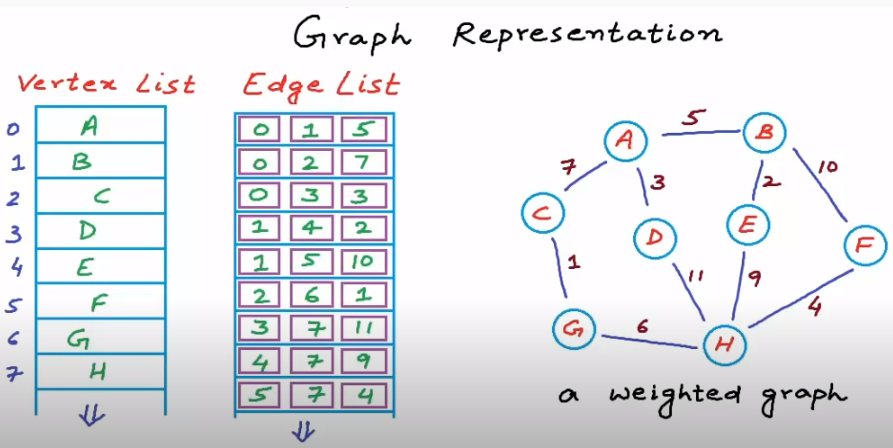 Graph Representation
Vertex List
0 A
1 B
2 C
3 D
4 E
5 F
6 G
7 H
Edge List
0 1 5
0 2 7
0 3 3
1 4 2
1 5 10
2 6 1
3 7 11
4 7 9
5 7 4
A 5 B
7 3 2 10
C D E F
1 11 9 4
G 6 H
a weighted graph